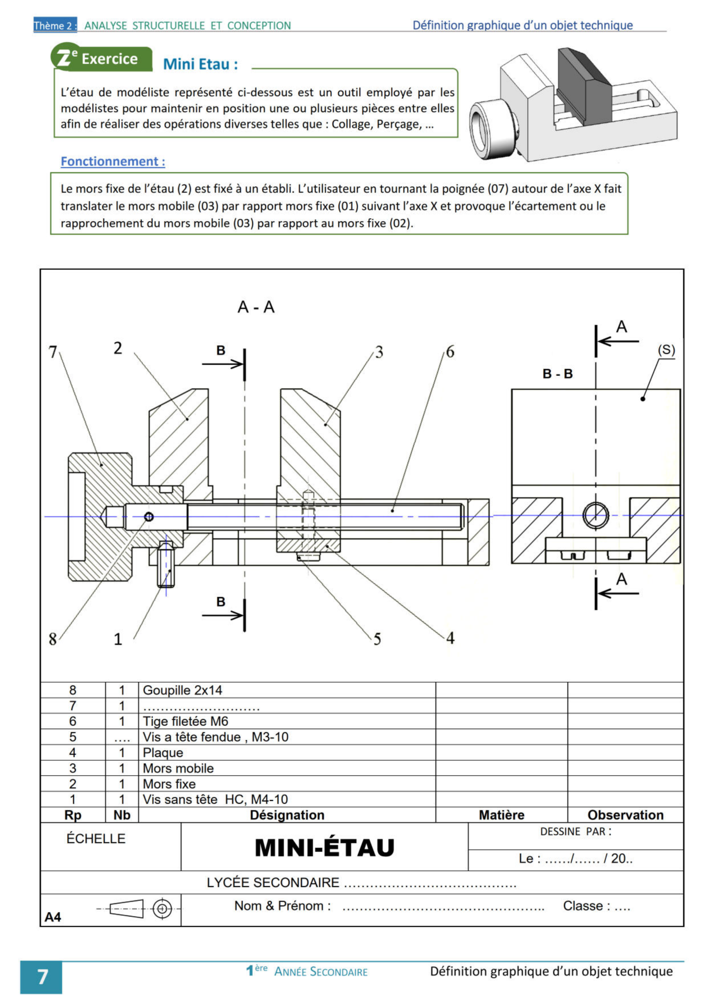 Thème 2 : ANALYSE STRUCTURELLE ET CONCEPTION Définition graphique d'un objet technique
2e Exercice Mini Etau :
L'étau de modéliste représenté ci-dessous est un outil employé par les
modélistes pour maintenir en position une ou plusieurs pièces entre elles
afin de réaliser des opérations diverses telles que : Collage, Perçage, ...
Fonctionnement :
Le mors fixe de l'étau (2) est fixé à un établi. L'utilisateur en tournant la poignée (07) autour de l'axe X fait
translater le mors mobile (03) par rapport mors fixe (01) suivant l'axe X et provoque l'écartement ou le
rapprochement du mors mobile (03) par rapport au mors fixe (02).
A - A
A
7 2 B 3 6 (S)
B - B
A
B
8 1 5 4
8 1 Goupille 2x14
7 1 ...........................
6 1 Tige filetée M6
5 .... Vis a tête fendue , M3-10
4 1 Plaque
3 1 Mors mobile
2 1 Mors fixe
1 1 Vis sans tête HC, M4-10
Rp Nb Désignation Matière Observation
ÉCHELLE MINI-ÉTAU DESSINE PAR :
Le : ....../...... / 20..
LYCÉE SECONDAIRE ........................................
A4 Nom & Prénom : ............................................... Classe : ....
7 1ère ANNÉE SECONDAIRE Définition graphique d'un objet technique